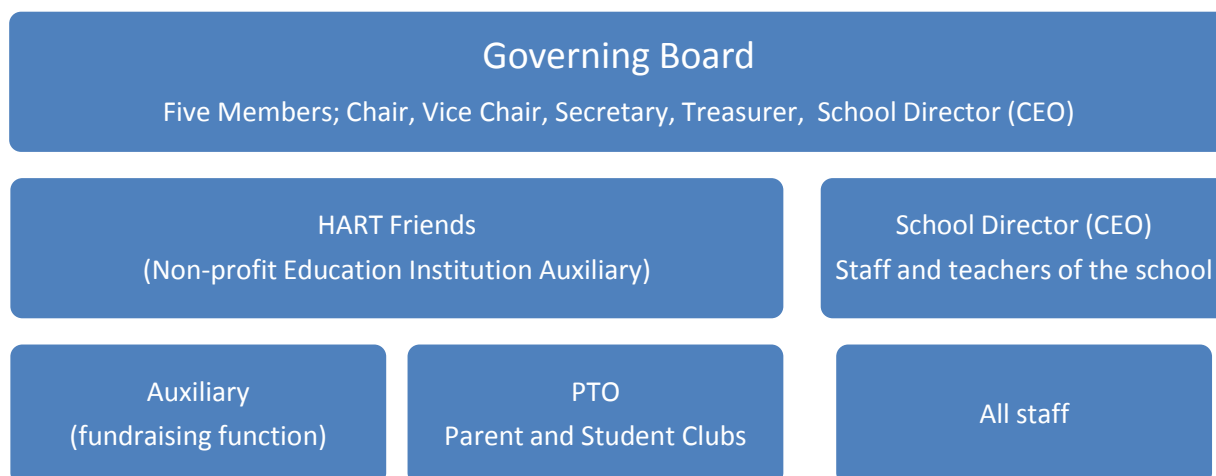 Governing Board
Five Members; Chair, Vice Chair, Secretary, Treasurer,  School Director (CEO)
HART Friends
(Non-profit Education Institution Auxiliary)
School Director (CEO)
Staff and teachers of the school
Auxiliary
(fundraising function)
PTO
Parent and Student Clubs
All staff